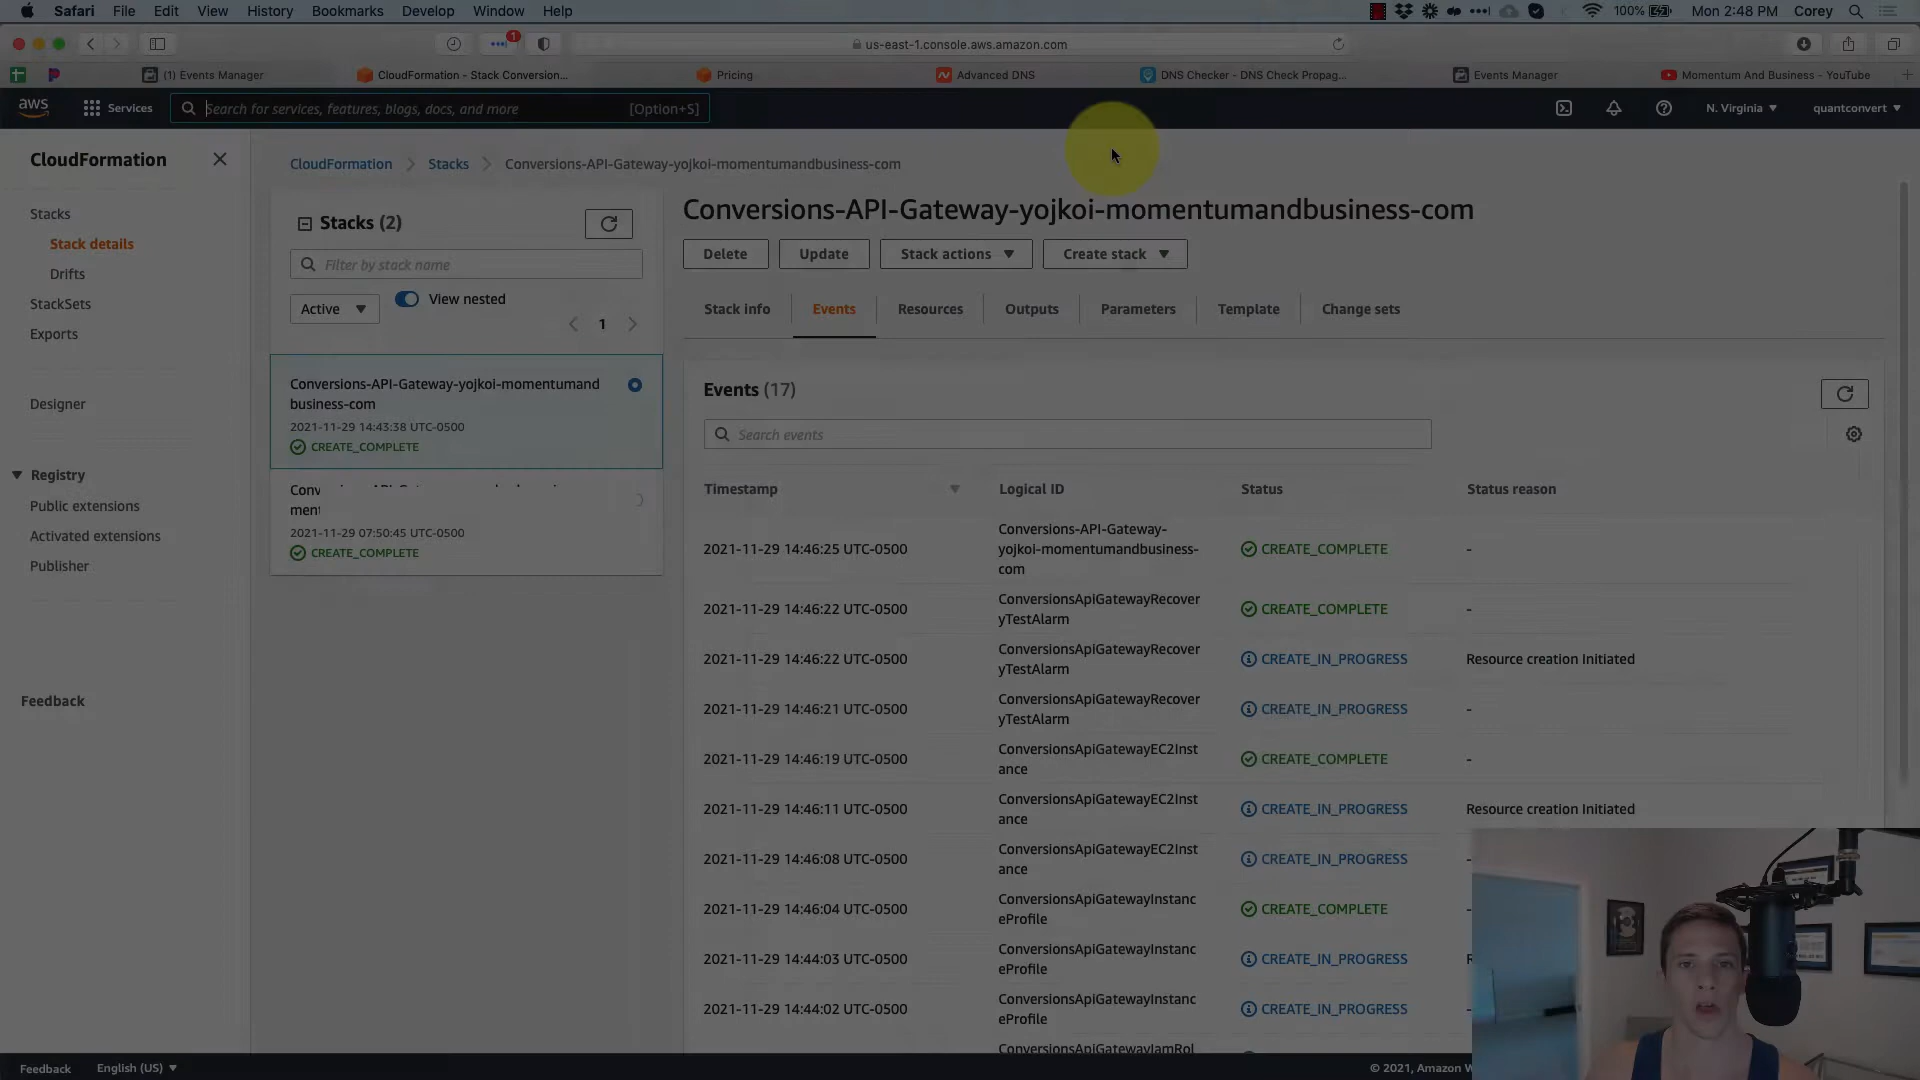 Safari File Edit View History Bookmarks Develop Window Help 100% Mon 2:48 PM Corey
1
us-east-1.console.aws.amazon.com
(1) Events Manager
CloudFormation - Stack Conversion...
Pricing
Advanced DNS
DNS Checker - DNS Check Propag...
Events Manager
Momentum And Business - YouTube
aws Services Search for services, features, blogs, docs, and more [Option+S] N. Virginia quantconvert
CloudFormation
Stacks
Stack details
Drifts
StackSets
Exports
Designer
Registry
Public extensions
Activated extensions
Publisher
Feedback
CloudFormation Stacks Conversions-API-Gateway-yojkoi-momentumandbusiness-com
Stacks (2)
Filter by stack name
Active View nested
1
Conversions-API-Gateway-yojkoi-momentumand
business-com
2021-11-29 14:43:38 UTC-0500
CREATE_COMPLETE
2021-11-29 07:50:45 UTC-0500
CREATE_COMPLETE
Conversions-API-Gateway-yojkoi-momentumandbusiness-com
Delete Update Stack actions Create stack
Stack info Events Resources Outputs Parameters Template Change sets
Events (17)
Search events
Timestamp Logical ID Status Status reason
Conversions-API-Gateway-
2021-11-29 14:46:25 UTC-0500 yojkoi-momentumandbusiness- CREATE_COMPLETE -
com
2021-11-29 14:46:22 UTC-0500 ConversionsApiGatewayRecover CREATE_COMPLETE -
yTestAlarm
2021-11-29 14:46:22 UTC-0500 ConversionsApiGatewayRecover CREATE_IN_PROGRESS Resource creation Initiated
yTestAlarm
2021-11-29 14:46:21 UTC-0500 ConversionsApiGatewayRecover CREATE_IN_PROGRESS -
yTestAlarm
2021-11-29 14:46:19 UTC-0500 ConversionsApiGatewayEC2Inst CREATE_COMPLETE -
ance
2021-11-29 14:46:11 UTC-0500 ConversionsApiGatewayEC2Inst CREATE_IN_PROGRESS Resource creation Initiated
ance
2021-11-29 14:46:08 UTC-0500 ConversionsApiGatewayEC2Inst CREATE_IN_PROGRESS -
ance
2021-11-29 14:46:04 UTC-0500 ConversionsApiGatewayInstanc CREATE_COMPLETE -
eProfile
2021-11-29 14:44:03 UTC-0500 ConversionsApiGatewayInstanc CREATE_IN_PROGRESS
eProfile
2021-11-29 14:44:02 UTC-0500 ConversionsApiGatewayInstanc CREATE_IN_PROGRESS -
eProfile
ConversionsApiGatewayIamRol
Feedback English (US) © 2021, Amazon W